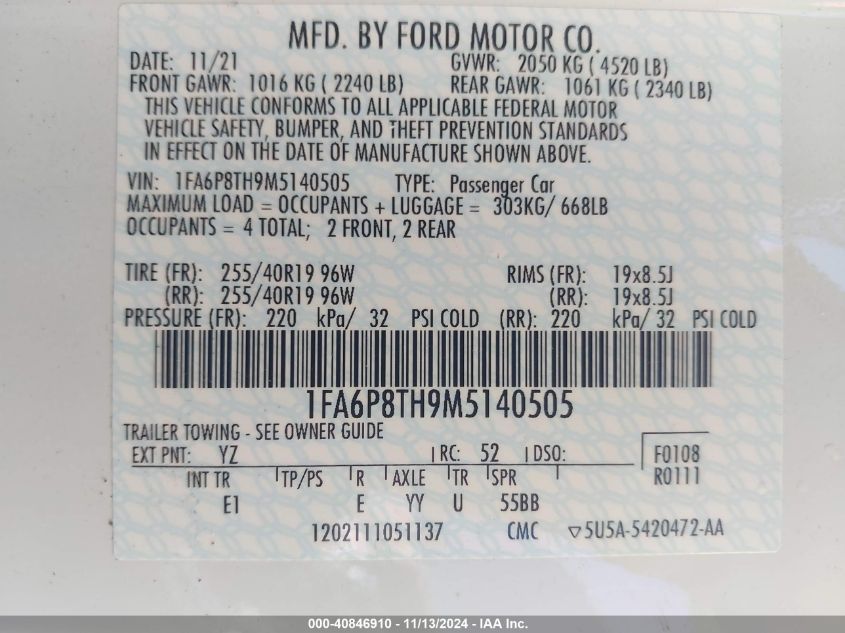 MFD. BY FORD MOTOR CO.
DATE: 11/21 GVWR: 2050 KG ( 4520 LB)
FRONT GAWR: 1016 KG ( 2240 LB) REAR GAWR: 1061 KG ( 2340 LB)
THIS VEHICLE CONFORMS TO ALL APPLICABLE FEDERAL MOTOR
VEHICLE SAFETY, BUMPER, AND THEFT PREVENTION STANDARDS
IN EFFECT ON THE DATE OF MANUFACTURE SHOWN ABOVE.
VIN: 1FA6P8TH9M5140505 TYPE: Passenger Car
MAXIMUM LOAD = OCCUPANTS + LUGGAGE = 303KG/ 668LB
OCCUPANTS = 4 TOTAL; 2 FRONT, 2 REAR
TIRE (FR): 255/40R19 96W RIMS (FR): 19x8.5J
(RR): 255/40R19 96W (RR): 19x8.5J
PRESSURE (FR): 220 kPa/ 32 PSI COLD (RR): 220 kPa/ 32 PSI COLD
1FA6P8TH9M5140505
TRAILER TOWING - SEE OWNER GUIDE
EXT PNT: YZ RC: 52 DSO: F0108
INT TR TP/PS R AXLE TR SPR R0111
E1 E YY U 55BB
1202111051137 CMC ▽5U5A-5420472-AA
000-40846910 - 11/13/2024 - IAA Inc.